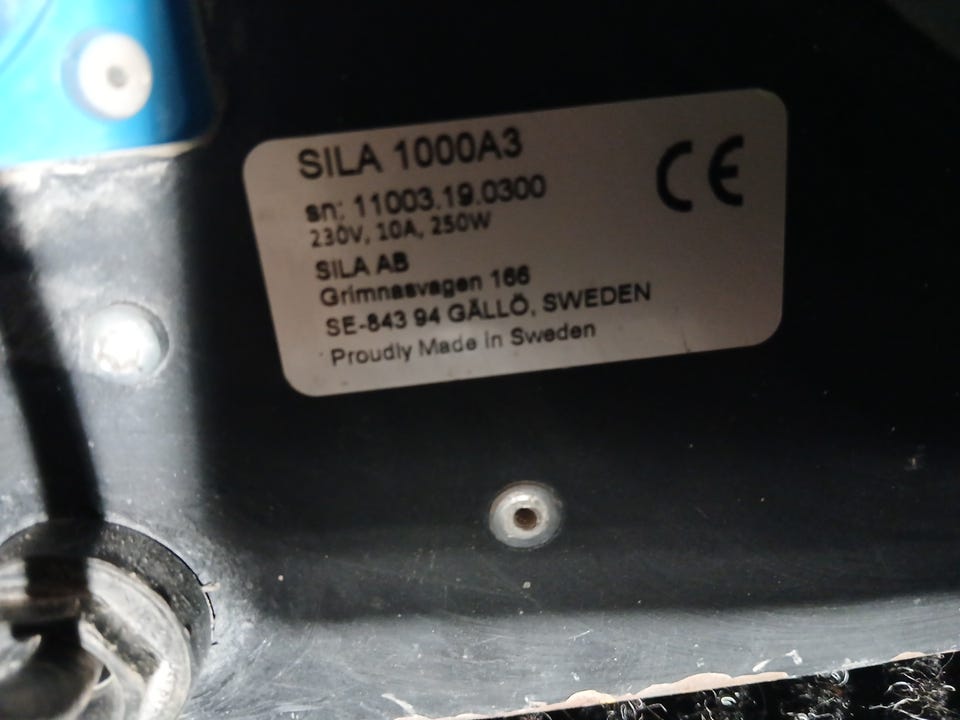 SILA 1000A3
CE
sn: 11003.19.0300
230V, 10A, 250W
SILA AB
Grimnasvagen 166
SE-843 94 GÄLLÖ, SWEDEN
Proudly Made in Sweden